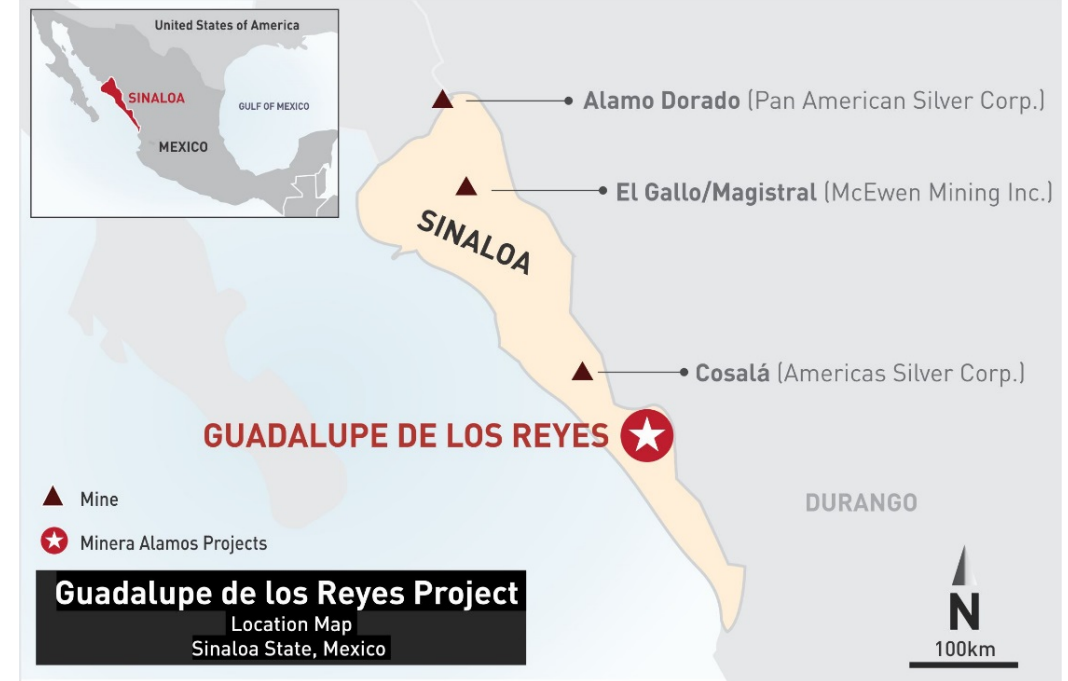 United States of America
SINALOA
GULF OF MEXICO
MEXICO
Alamo Dorado (Pan American Silver Corp.)
El Gallo/Magistral (McEwen Mining Inc.)
SINALOA
Cosalá (Americas Silver Corp.)
GUADALUPE DE LOS REYES
Mine
DURANGO
Minera Alamos Projects
Guadalupe de los Reyes Project
Location Map
Sinaloa State, Mexico
N
100km